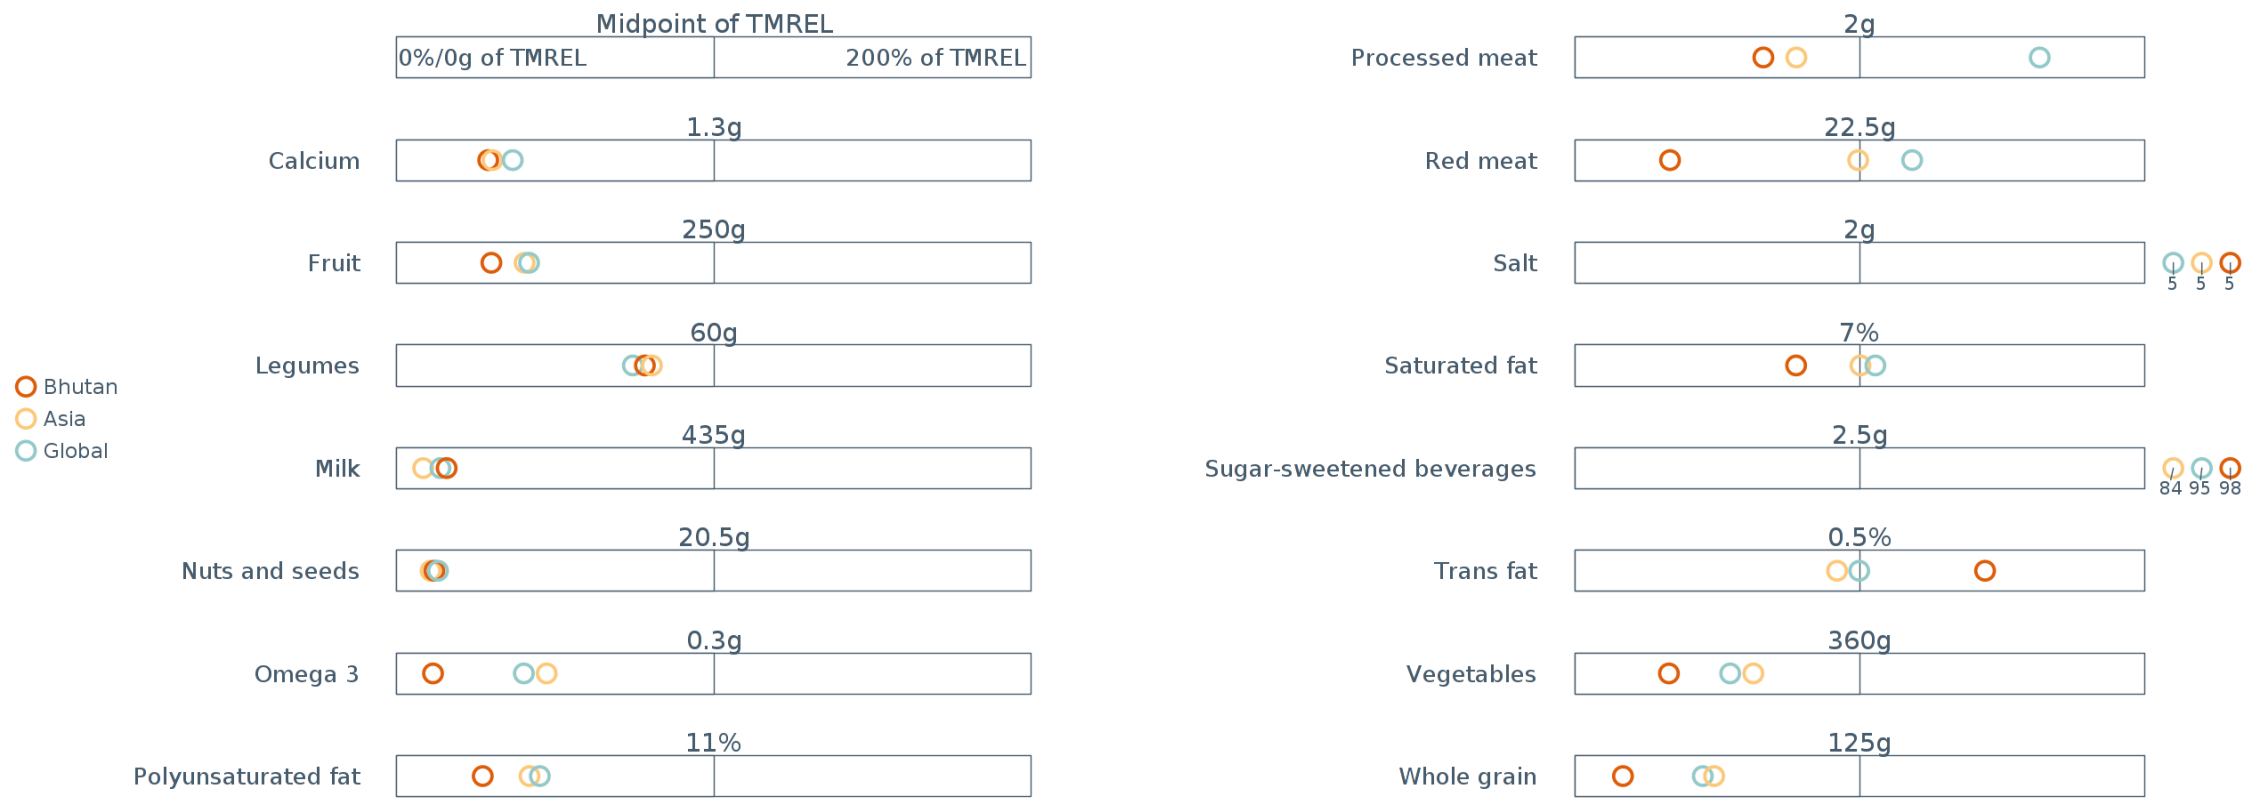 Midpoint of TMREL
0%/0g of TMREL 200% of TMREL
Calcium 1.3g
Fruit 250g
Legumes 60g
Milk 435g
Nuts and seeds 20.5g
Omega 3 0.3g
Polyunsaturated fat 11%
Bhutan
Asia
Global
Processed meat 2g
Red meat 22.5g
Salt 2g
5 5 5
Saturated fat 7%
Sugar-sweetened beverages 2.5g
84 95 98
Trans fat 0.5%
Vegetables 360g
Whole grain 125g